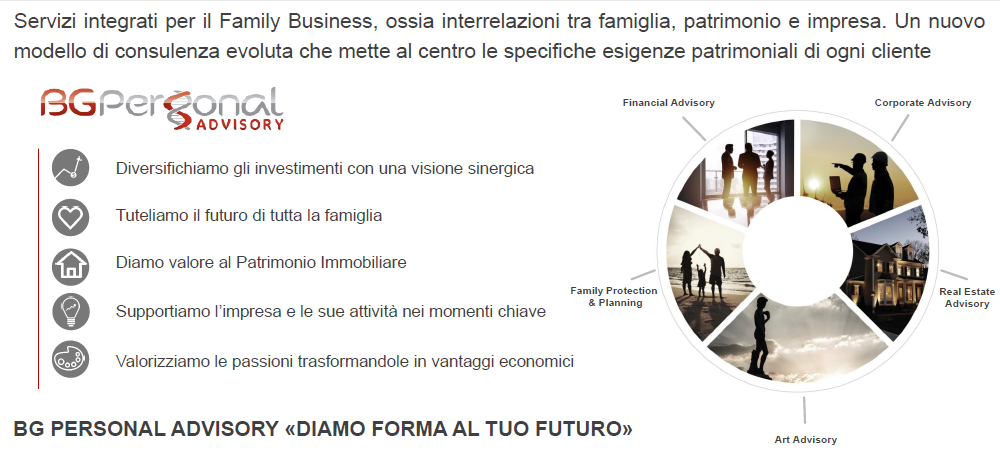 Servizi integrati per il Family Business, ossia interrelazioni tra famiglia, patrimonio e impresa. Un nuovo
modello di consulenza evoluta che mette al centro le specifiche esigenze patrimoniali di ogni cliente
BGPersonal
ADVISORY
Diversifichiamo gli investimenti con una visione sinergica
Tuteliamo il futuro di tutta la famiglia
Diamo valore al Patrimonio Immobiliare
Supportiamo l’impresa e le sue attività nei momenti chiave
Valorizziamo le passioni trasformandole in vantaggi economici
Financial Advisory
Corporate Advisory
Family Protection
& Planning
Real Estate
Advisory
Art Advisory
BG PERSONAL ADVISORY «DIAMO FORMA AL TUO FUTURO»